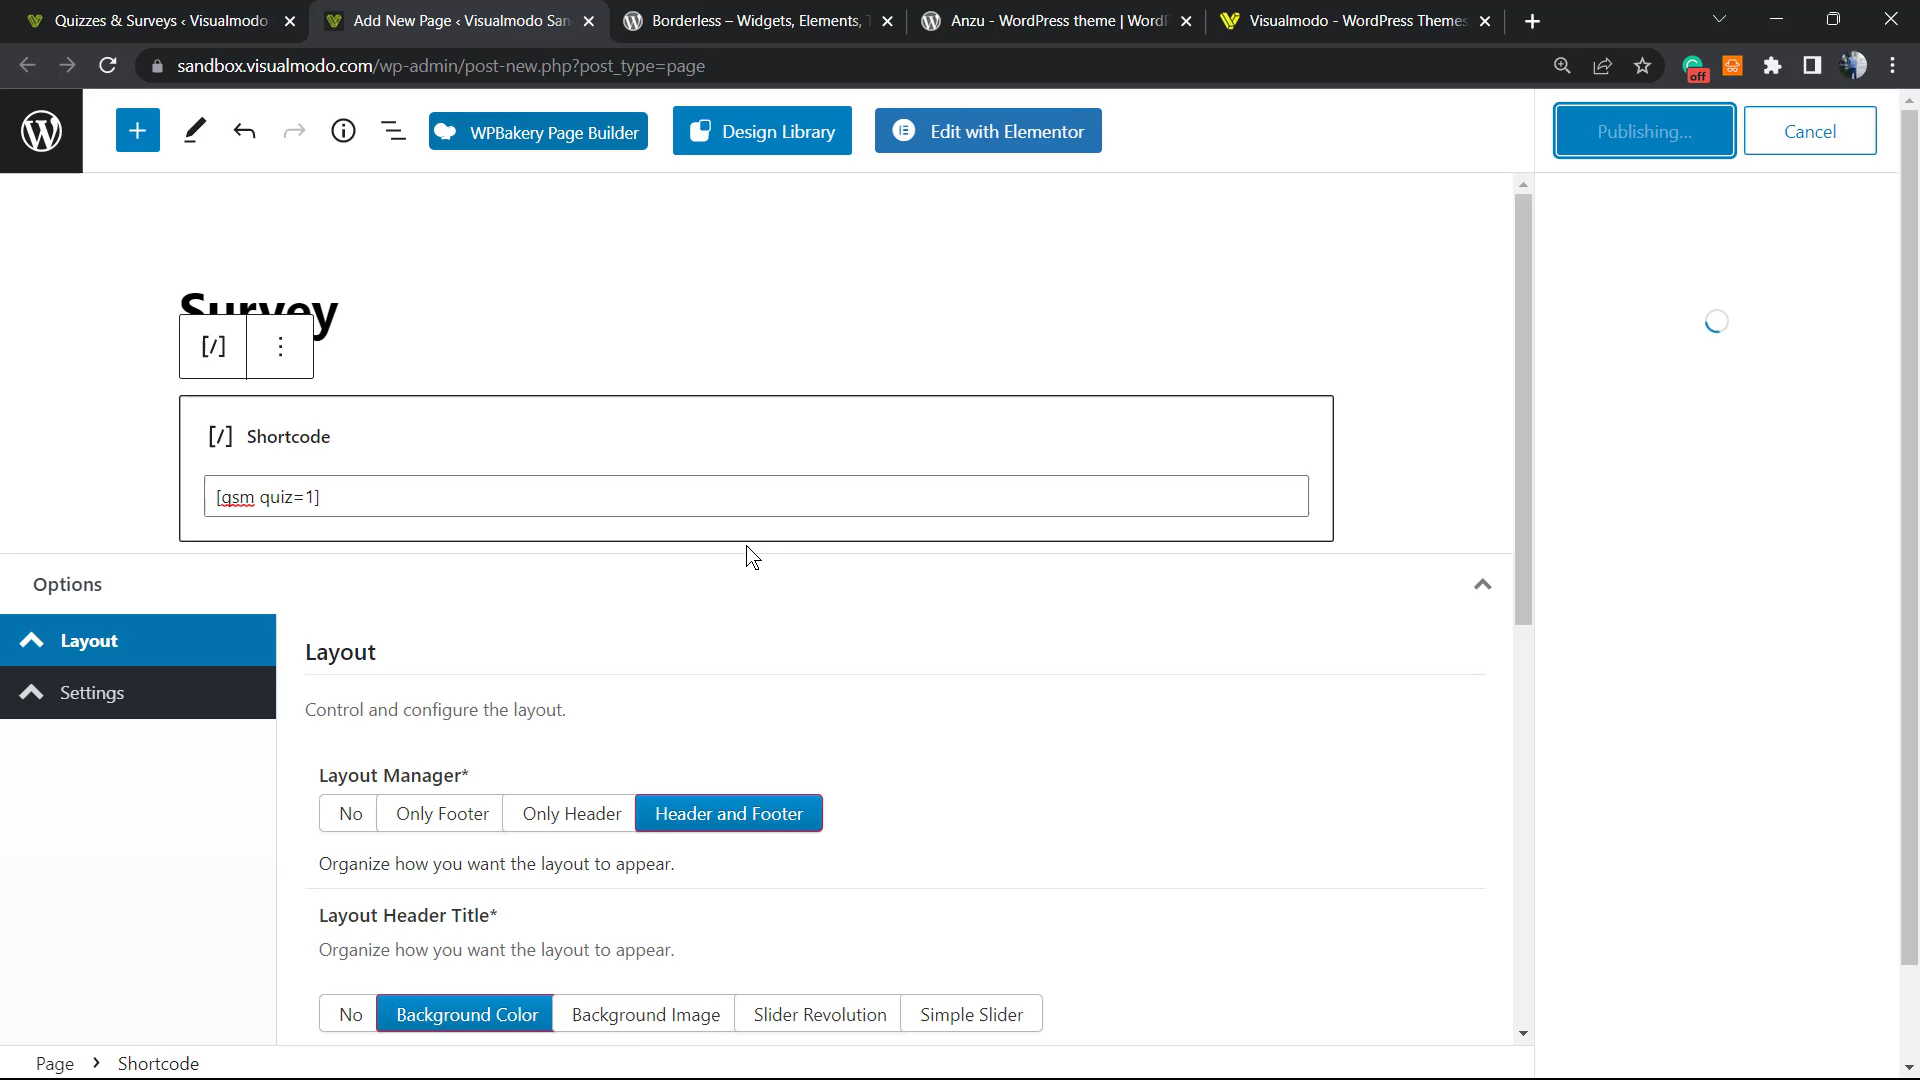 Quizzes & Surveys ‹ Visualmodo
Add New Page ‹ Visualmodo San
Borderless – Widgets, Elements, T
Anzu - WordPress theme | WordP
Visualmodo - WordPress Themes
sandbox.visualmodo.com/wp-admin/post-new.php?post_type=page
off
WPBakery Page Builder
Design Library
Edit with Elementor
Publishing...
Cancel
Survey
[/]
[/] Shortcode
[qsm quiz=1]
Options
Layout
Settings
Layout
Control and configure the layout.
Layout Manager*
No Only Footer Only Header Header and Footer
Organize how you want the layout to appear.
Layout Header Title*
Organize how you want the layout to appear.
No Background Color Background Image Slider Revolution Simple Slider
Page › Shortcode